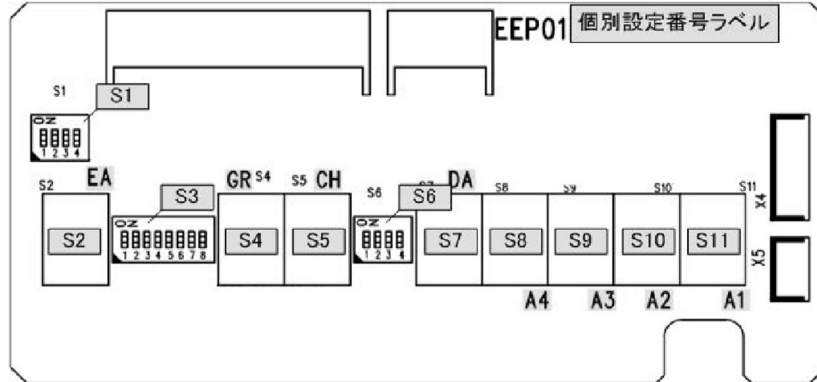 EEP01 個別設定番号ラベル
S1 S1
ON
1 2 3 4
S2 EA S3 GR S4 S5 CH S6 S6 DA S8 S9 S10 S11 X4
ON ON
S2 S4 S5 S7 S8 S9 S10 S11 X5
1 2 3 4 5 6 7 8 1 2 3 4
A4 A3 A2 A1